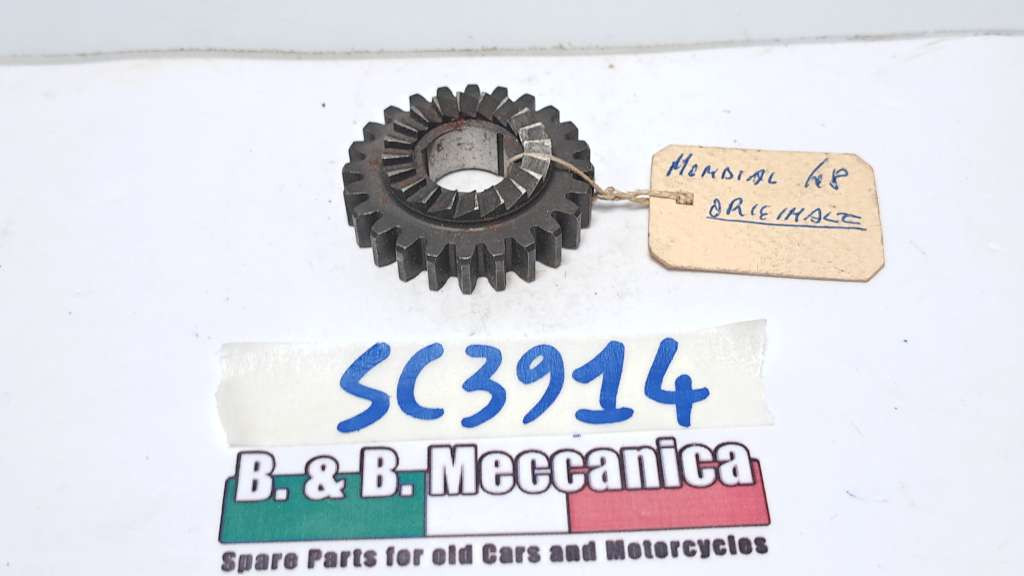 MONDIAL 48
ORIGINALE
SC3914
B. & B. Meccanica
Spare Parts for old Cars and Motorcycles